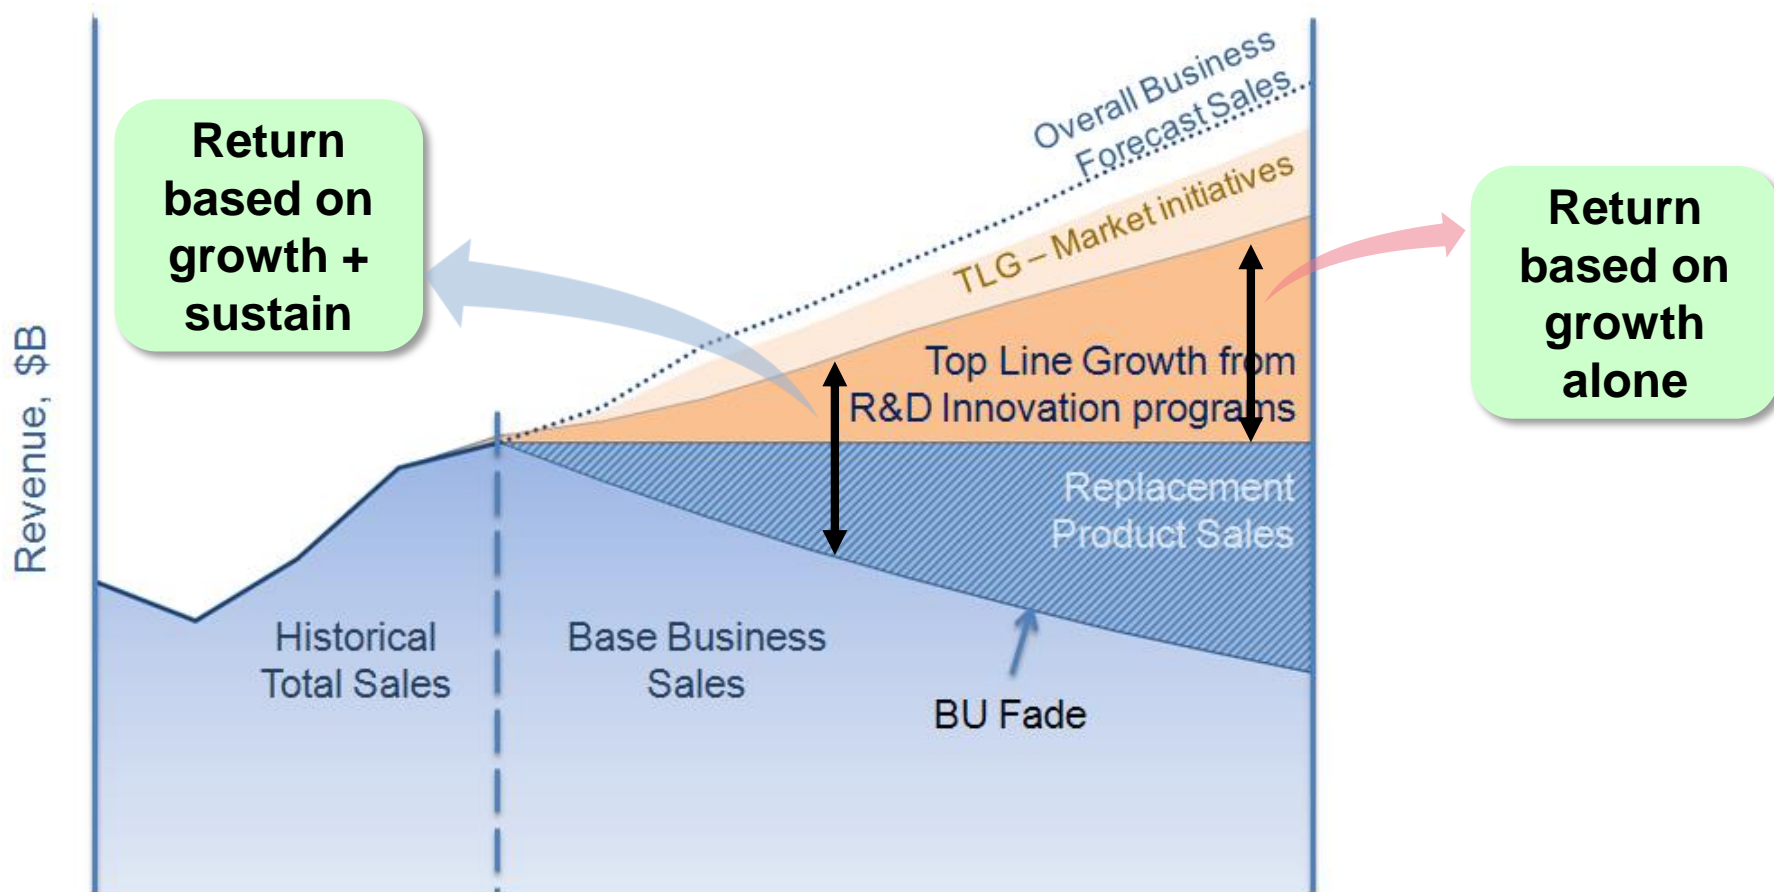 Return
based on
growth +
sustain
Revenue, $B
Overall Business
Forecast Sales
TLG – Market initiatives
Top Line Growth from
R&D Innovation programs
Replacement
Product Sales
Historical
Total Sales
Base Business
Sales
BU Fade
Return
based on
growth
alone